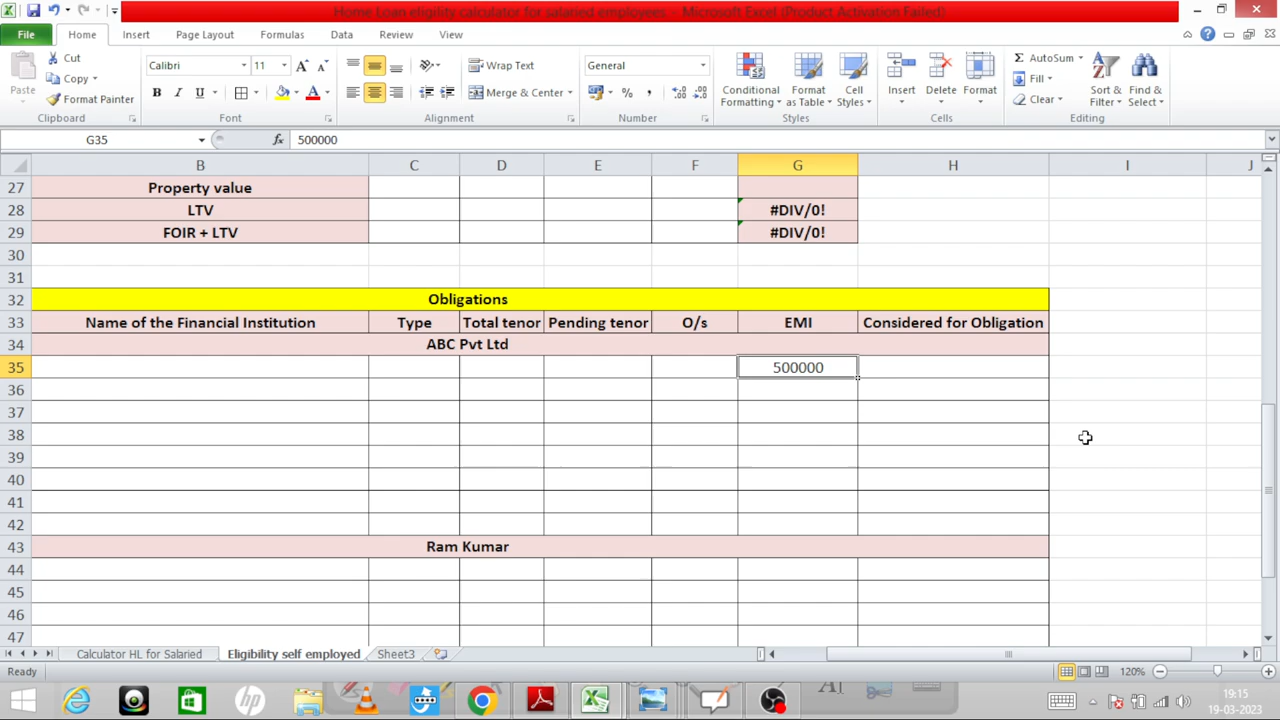 Home Loan eligility calculator for salaried employees. - Microsoft Excel (Product Activation Failed)
File Home Insert Page Layout Formulas Data Review View
Paste
Cut
Copy
Format Painter
Clipboard
Calibri 11
B I U
Font
Wrap Text
Merge & Center
Alignment
General
% ,
Number
Conditional Formatting
Format as Table
Cell Styles
Styles
Insert
Delete
Format
Cells
AutoSum
Fill
Clear
Sort & Filter
Find & Select
Editing
G35 fx 500000
B C D E F G H I J
27 Property value
28 LTV #DIV/0!
29 FOIR + LTV #DIV/0!
30
31
32 Obligations
33 Name of the Financial Institution Type Total tenor Pending tenor O/s EMI Considered for Obligation
34 ABC Pvt Ltd
35 500000
36
37
38
39
40
41
42
43 Ram Kumar
44
45
46
47
Calculator HL for Salaried Eligibility self employed Sheet3
Ready 120%
19:15
19-03-2023